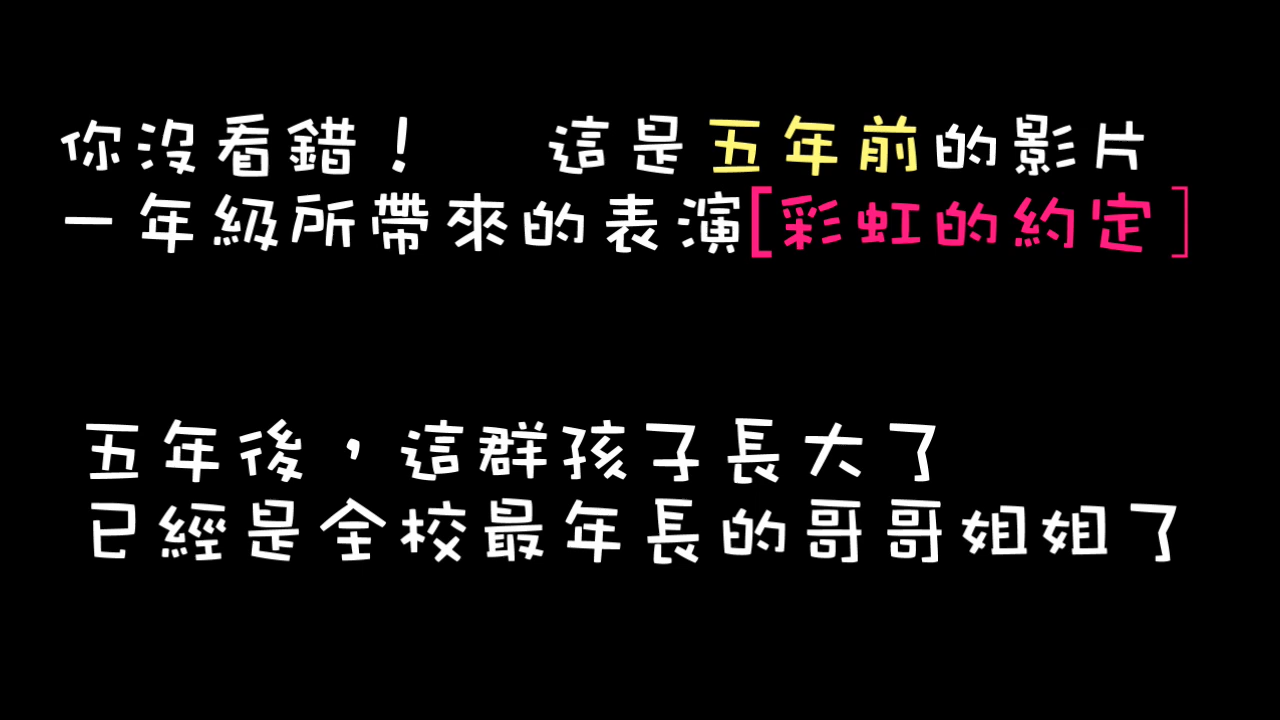 你沒看錯！ 這是五年前的影片
一年級所帶來的表演[彩虹的約定]
五年後，這群孩子長大了
已經是全校最年長的哥哥姐姐了